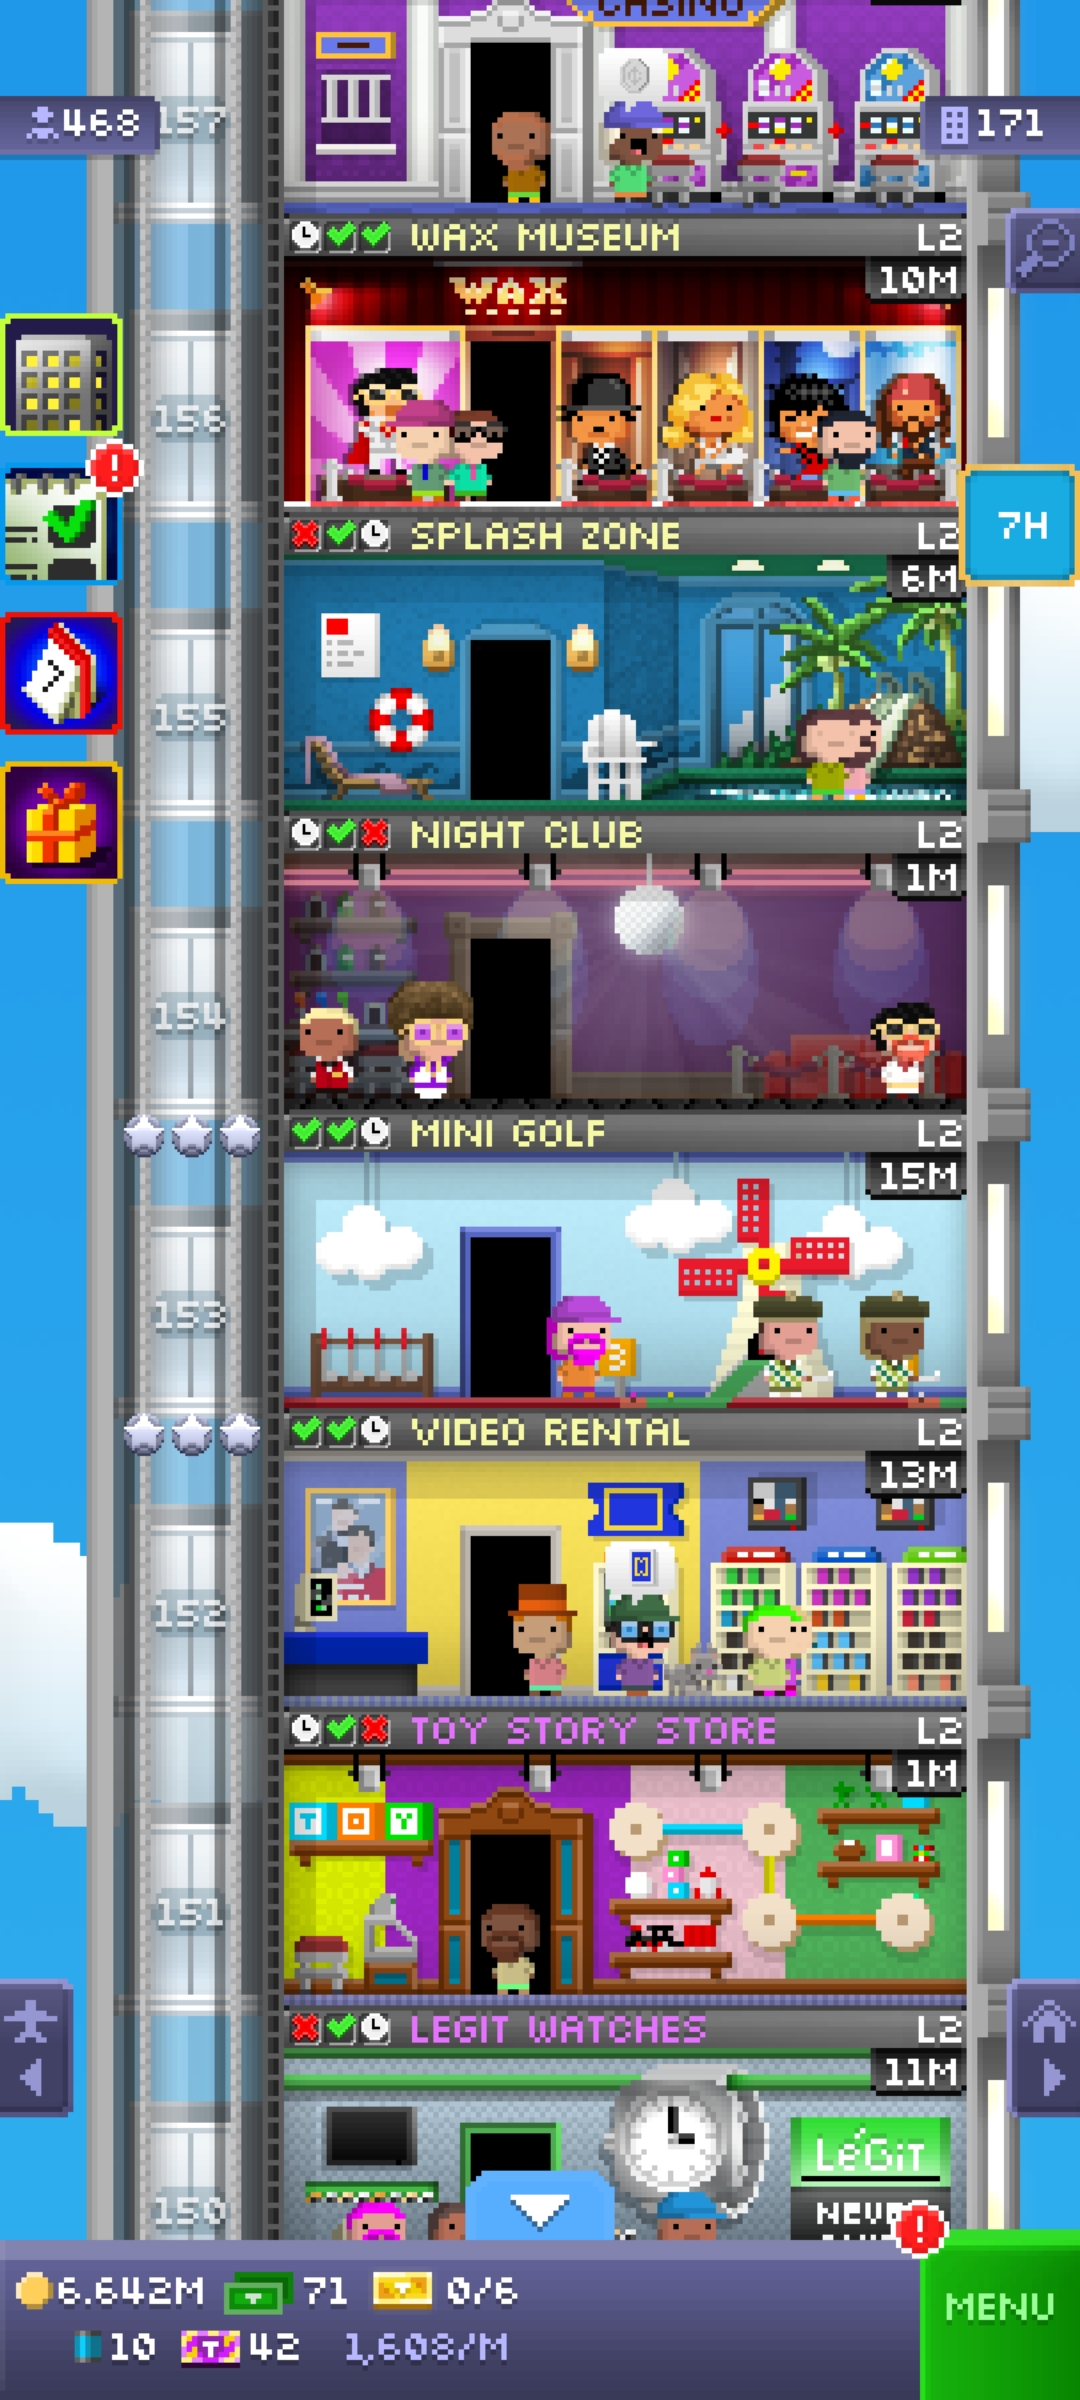 CASINO
468
157
171
WAX MUSEUM L2
10M
WAX
156
SPLASH ZONE L2
7H
6M
155
NIGHT CLUB L2
1M
154
MINI GOLF L2
15M
153
3
VIDEO RENTAL L2
13M
152
TOY STORY STORE L2
1M
TOY
151
LEGIT WATCHES L2
11M
LéGiT
150
6.642M 71 0/6
MENU
10 T 42 1,608/M